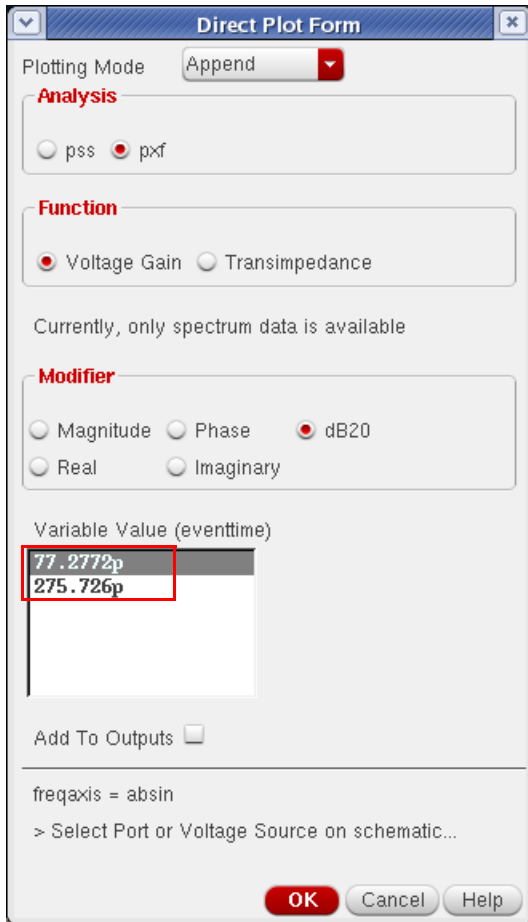 Direct Plot Form
Plotting Mode Append
Analysis
pss pxf
Function
Voltage Gain Transimpedance
Currently, only spectrum data is available
Modifier
Magnitude Phase dB20
Real Imaginary
Variable Value (eventtime)
77.2772p
275.726p
Add To Outputs
freqaxis = absin
> Select Port or Voltage Source on schematic...
OK Cancel Help